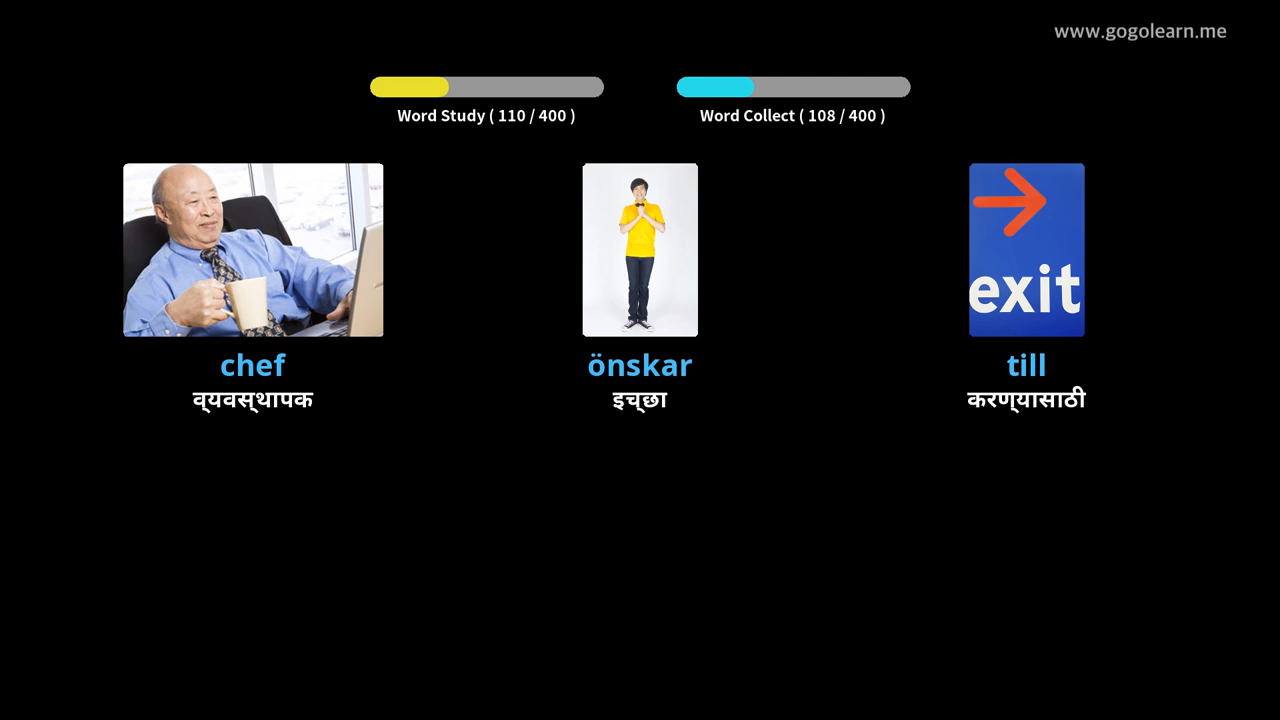 www.gogolearn.me
Word Study ( 110 / 400 )
Word Collect ( 108 / 400 )
exit
chef
önskar
till
व्यवस्थापक
इच्छा
करण्यासाठी